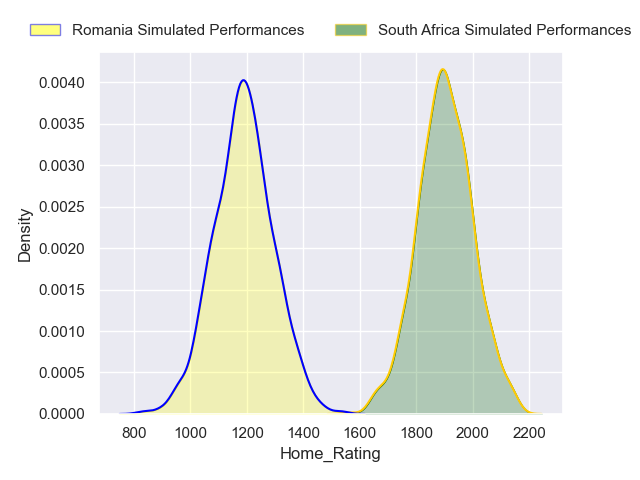 Romania Simulated Performances
South Africa Simulated Performances
0.0040
0.0035
0.0030
0.0025
0.0020
0.0015
0.0010
0.0005
0.0000
Density
800 1000 1200 1400 1600 1800 2000 2200
Home_Rating